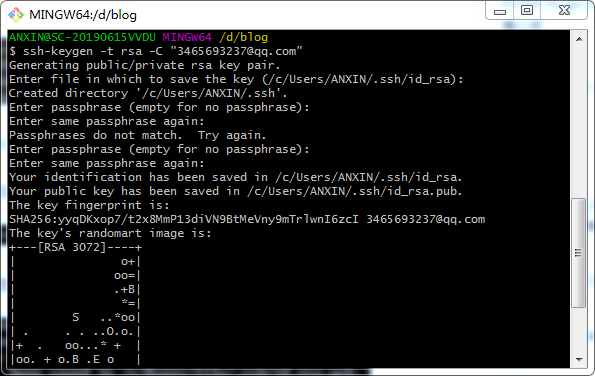 MINGW64:/d/blog
ANXIN@SC-20190615VVDU MINGW64 /d/blog
$ ssh-keygen -t rsa -C "3465693237@qq.com"
Generating public/private rsa key pair.
Enter file in which to save the key (/c/Users/ANXIN/.ssh/id_rsa):
Created directory '/c/Users/ANXIN/.ssh'.
Enter passphrase (empty for no passphrase):
Enter same passphrase again:
Passphrases do not match.  Try again.
Enter passphrase (empty for no passphrase):
Enter same passphrase again:
Your identification has been saved in /c/Users/ANXIN/.ssh/id_rsa.
Your public key has been saved in /c/Users/ANXIN/.ssh/id_rsa.pub.
The key fingerprint is:
SHA256:yyqDKxop7/t2x8MmP13diVN9BtMeVny9mTrlwnI6zcI 3465693237@qq.com
The key's randomart image is:
+---[RSA 3072]----+
|               o+|
|              oo=|
|              .+B|
|               *=|
|        S   ..*oo|
| .     . . ..O.o.|
|+  .   oo...* +  |
|oo. + o.B .E o   |